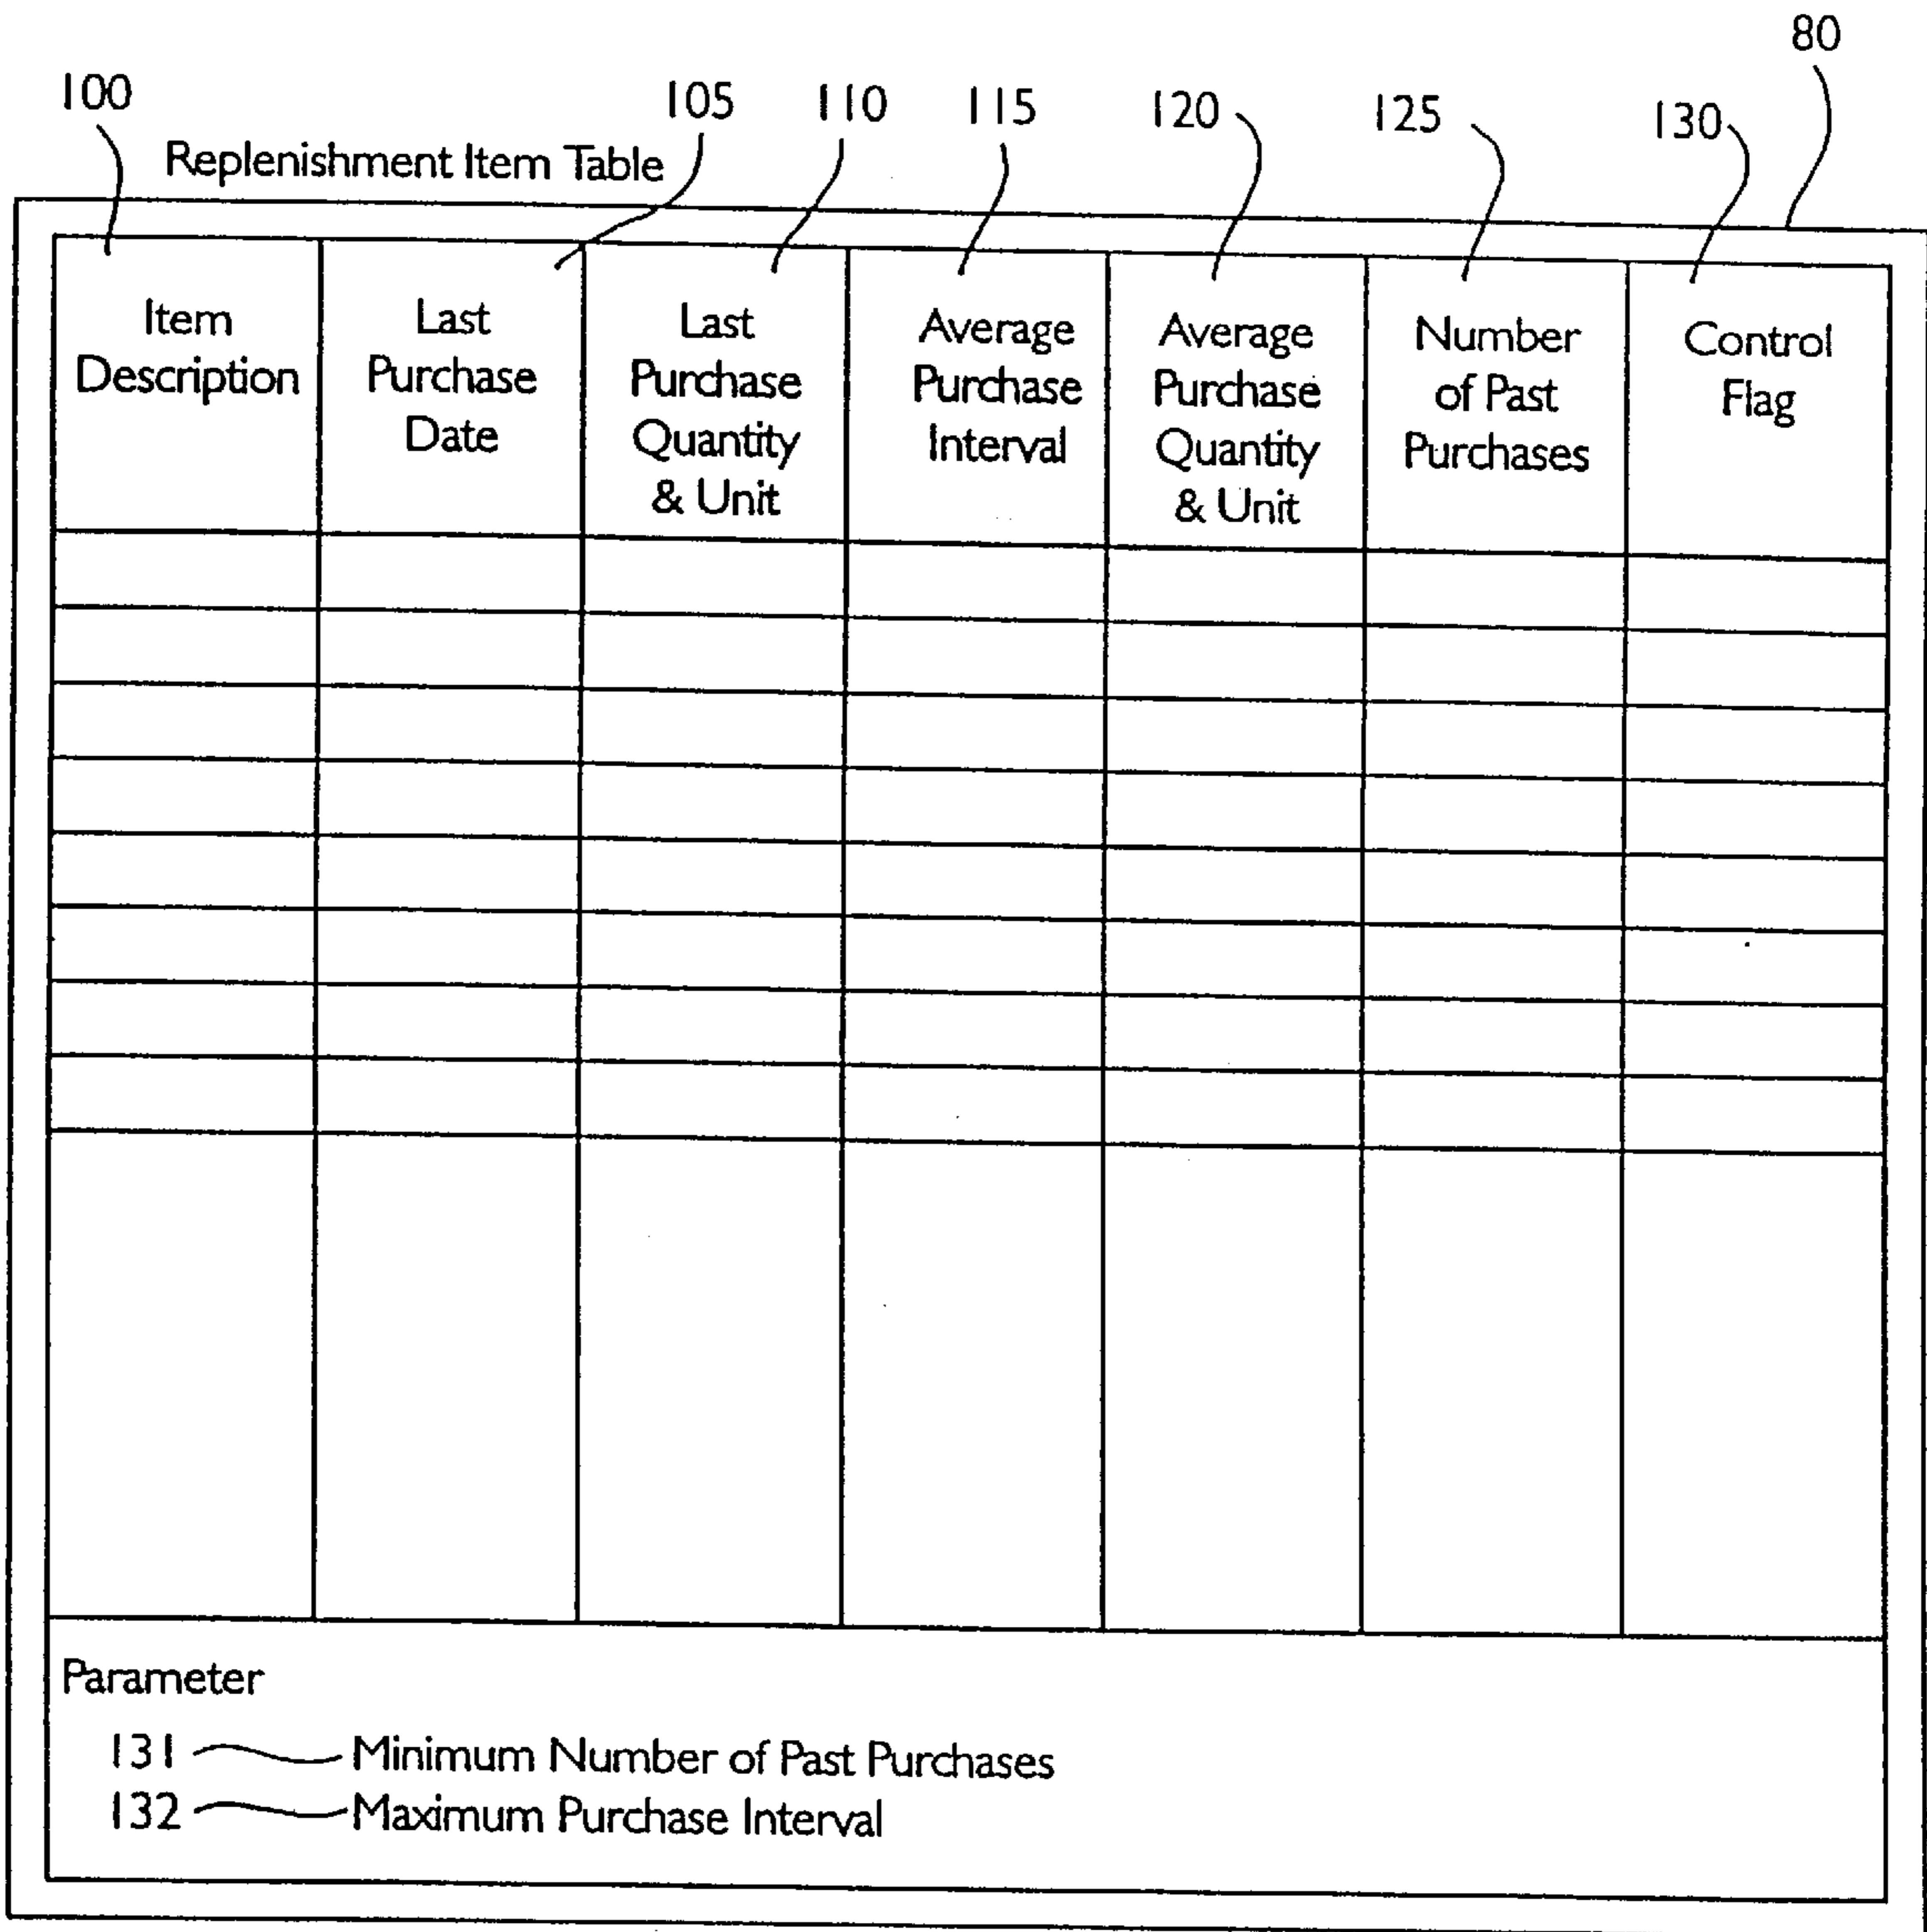 80
100 105 110 115 120 125 130
Replenishment Item Table
Item
Description
Last
Purchase
Date
Last
Purchase
Quantity
& Unit
Average
Purchase
Interval
Average
Purchase
Quantity
& Unit
Number
of Past
Purchases
Control
Flag
Parameter
131 Minimum Number of Past Purchases
132 Maximum Purchase Interval